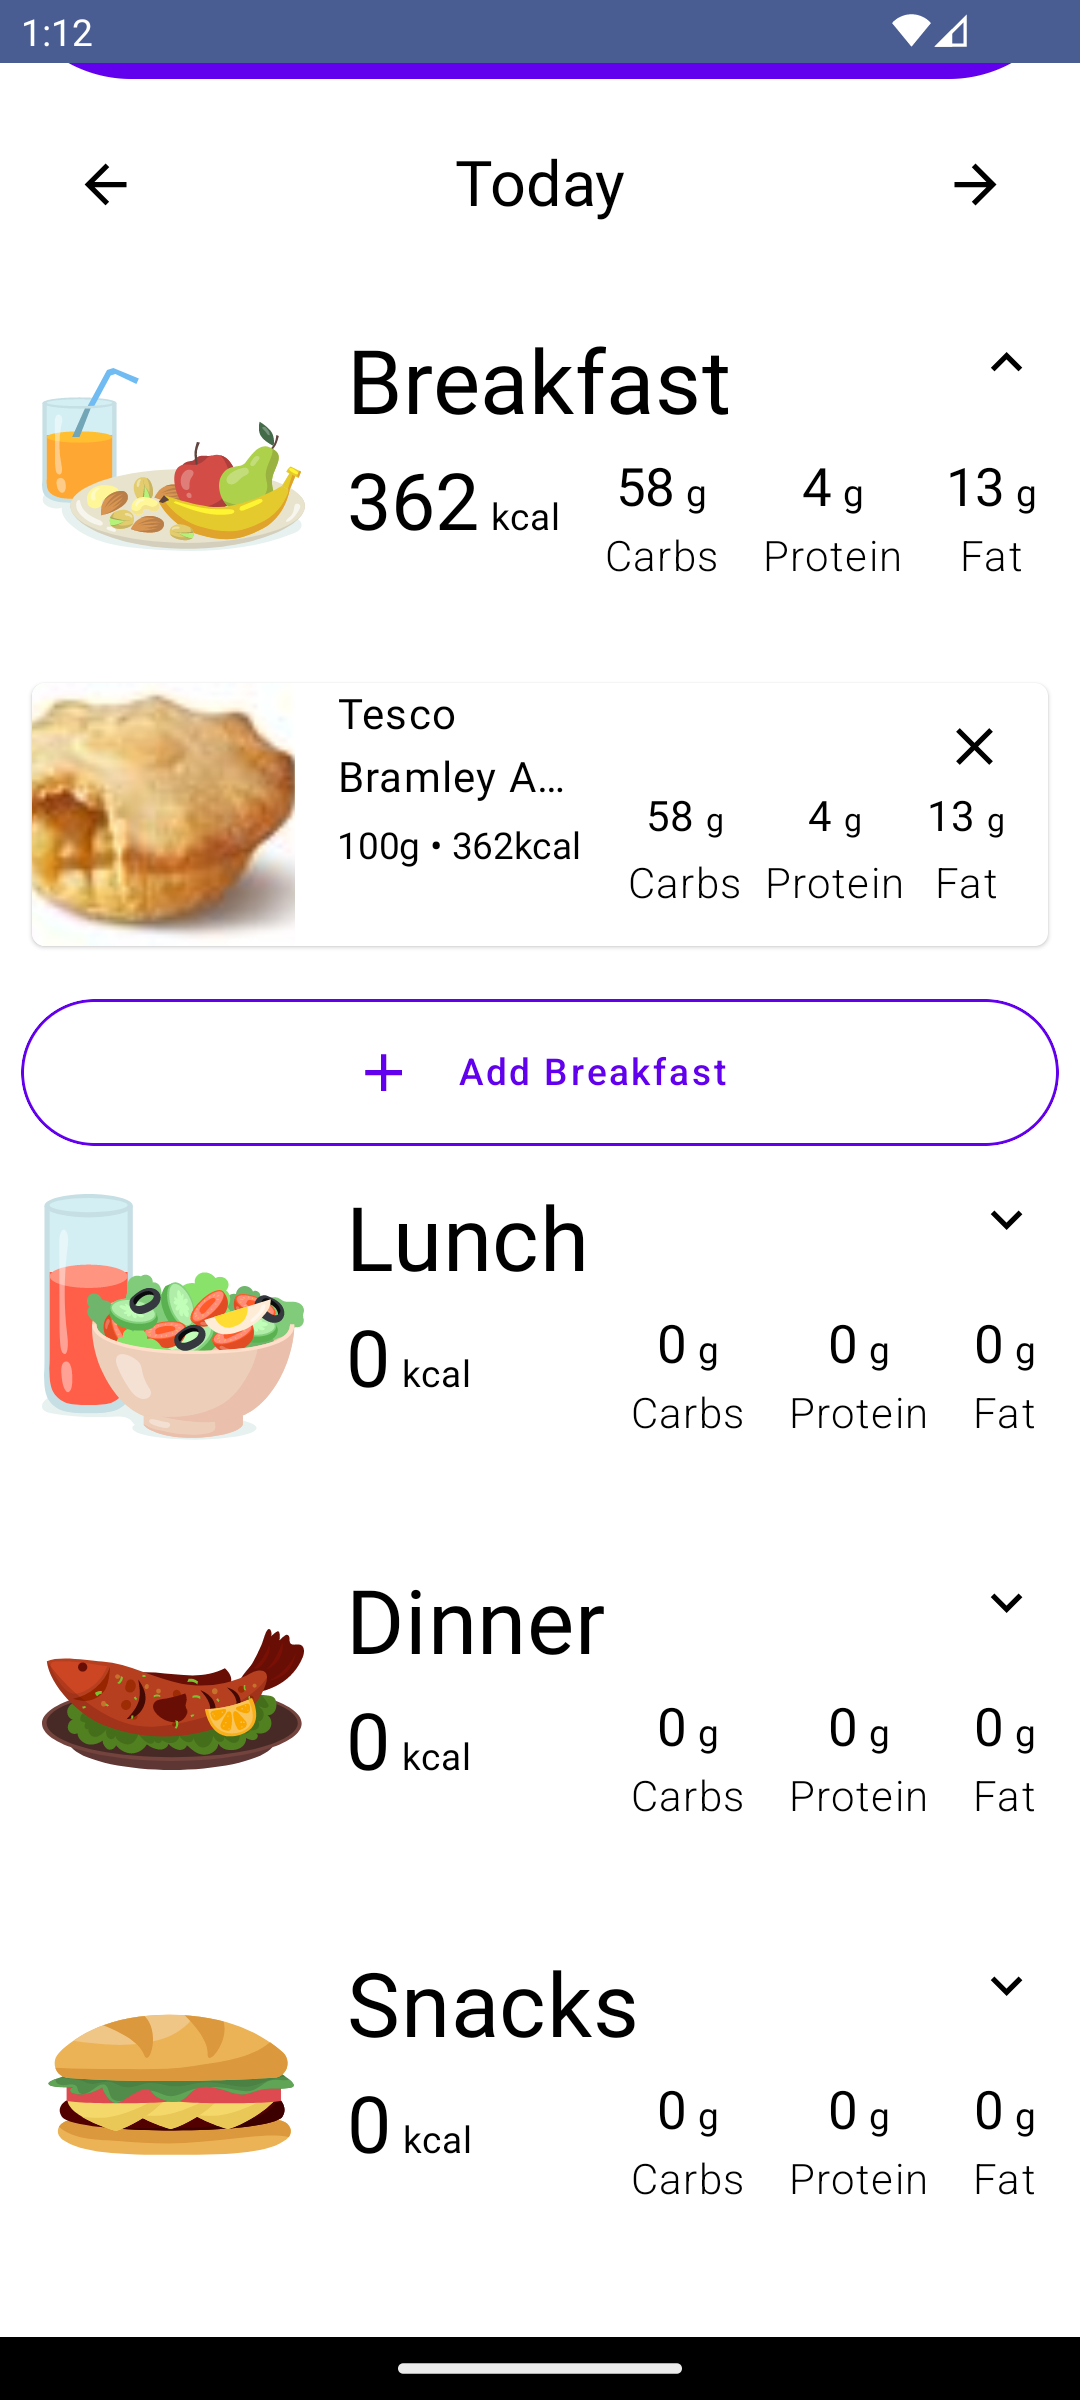 1:12
Today
Breakfast
362 kcal
58 g
Carbs
4 g
Protein
13 g
Fat
Tesco
Bramley A...
100g • 362kcal
58 g
Carbs
4 g
Protein
13 g
Fat
Add Breakfast
Lunch
0 kcal
0 g
Carbs
0 g
Protein
0 g
Fat
Dinner
0 kcal
0 g
Carbs
0 g
Protein
0 g
Fat
Snacks
0 kcal
0 g
Carbs
0 g
Protein
0 g
Fat